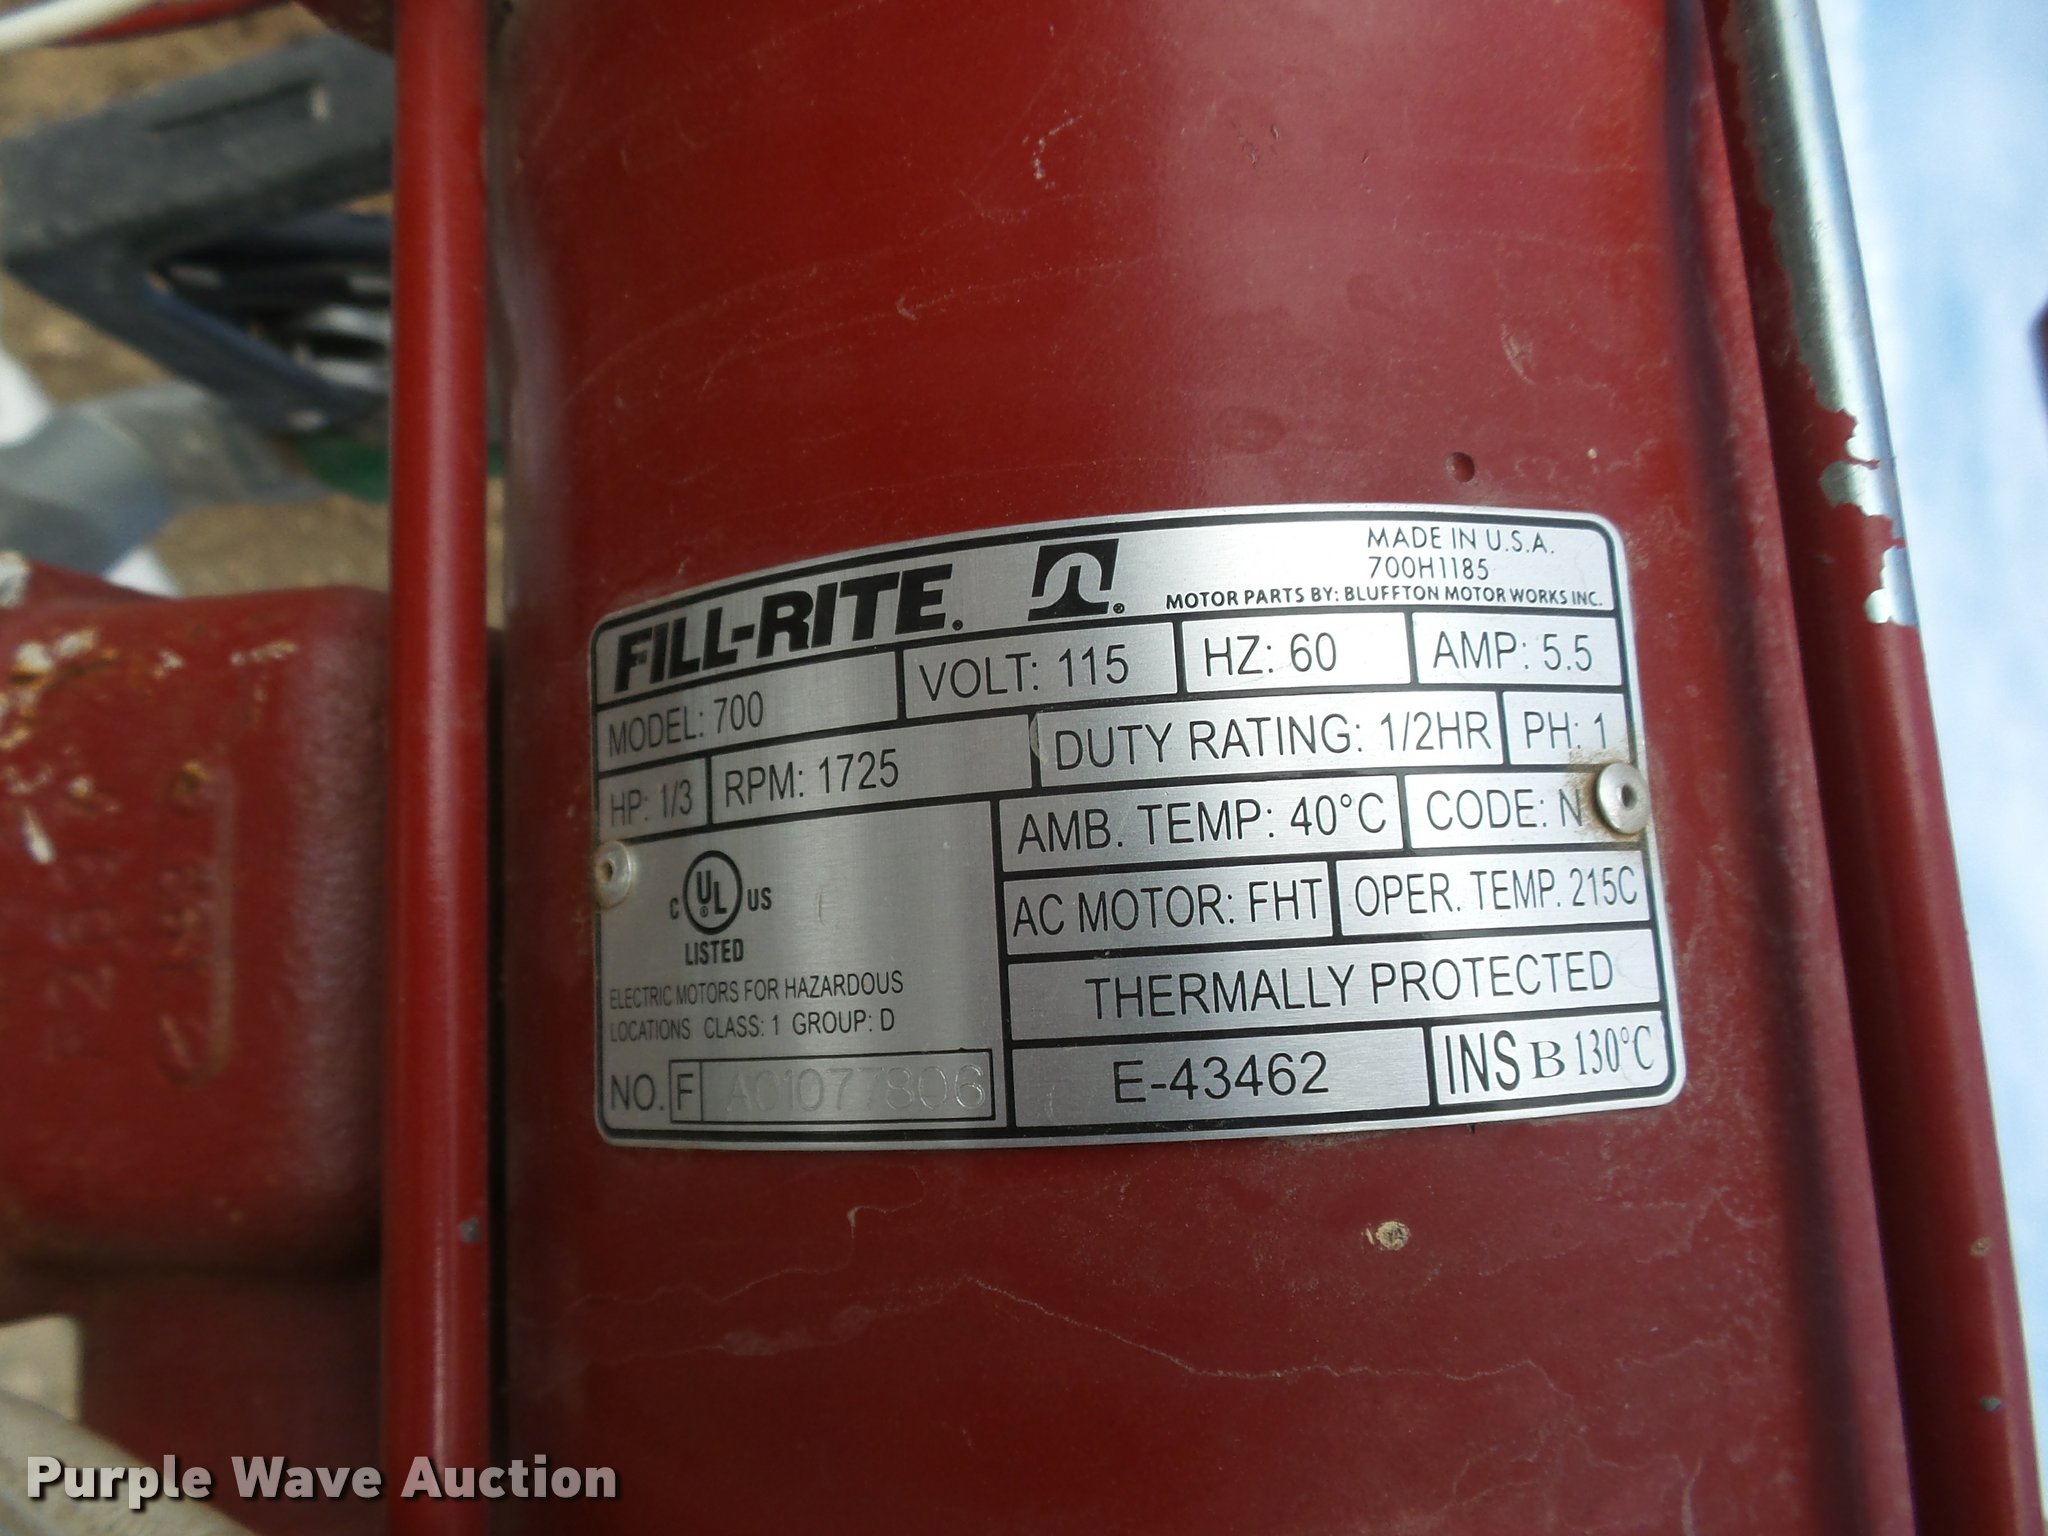 FILL-RITE®
MADE IN U.S.A.
700H1185
MOTOR PARTS BY: BLUFFTON MOTOR WORKS INC.
MODEL: 700 VOLT: 115 HZ: 60 AMP: 5.5
HP: 1/3 RPM: 1725 DUTY RATING: 1/2HR PH: 1
AMB. TEMP: 40°C CODE: N
C UL® US
LISTED
AC MOTOR: FHT OPER. TEMP. 215C
ELECTRIC MOTORS FOR HAZARDOUS
LOCATIONS CLASS: 1 GROUP: D
THERMALLY PROTECTED
NO. F A01077806 E-43462 INS B 130°C
Purple Wave Auction